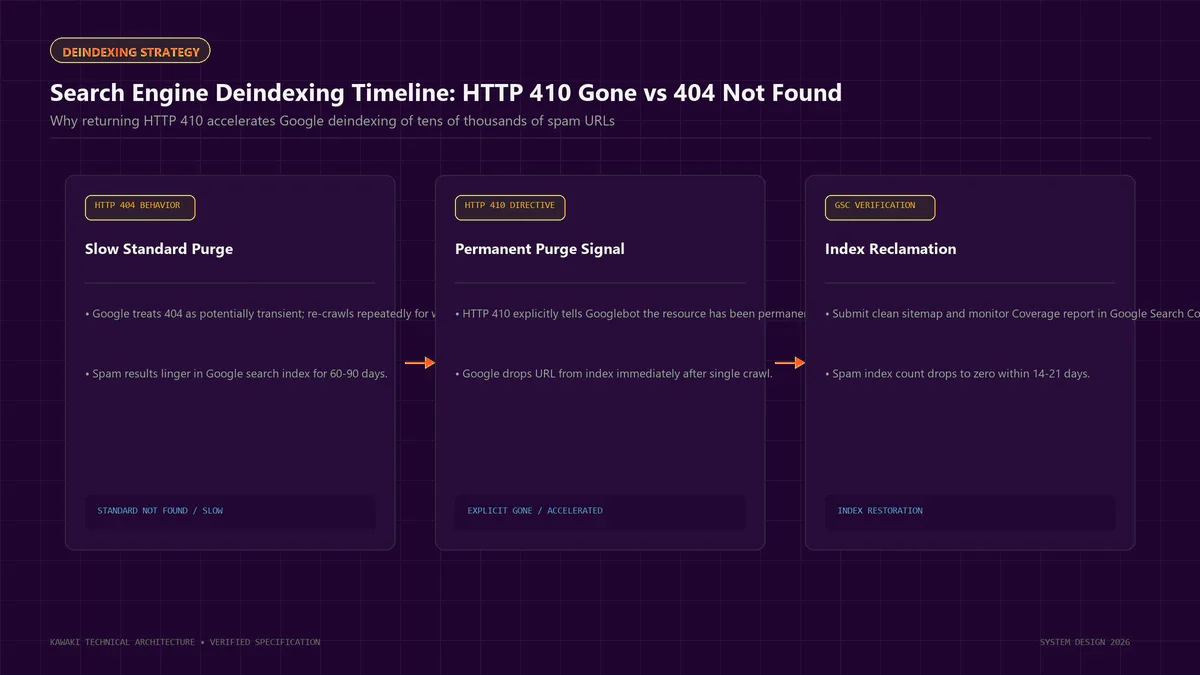 DEINDEXING STRATEGY
Search Engine Deindexing Timeline: HTTP 410 Gone vs 404 Not Found
Why returning HTTP 410 accelerates Google deindexing of tens of thousands of spam URLs
HTTP 404 BEHAVIOR
Slow Standard Purge
• Google treats 404 as potentially transient; re-crawls repeatedly for
• Spam results linger in Google search index for 60-90 days.
STANDARD NOT FOUND / SLOW
HTTP 410 DIRECTIVE
Permanent Purge Signal
• HTTP 410 explicitly tells Googlebot the resource has been
• Google drops URL from index immediately after single crawl.
EXPLICIT GONE / ACCELERATED
GSC VERIFICATION
Index Reclamation
• Submit clean sitemap and monitor Coverage report in Google Search
• Spam index count drops to zero within 14-21 days.
INDEX RESTORATION
KAWAKI TECHNICAL ARCHITECTURE • VERIFIED SPECIFICATION
SYSTEM DESIGN 2026